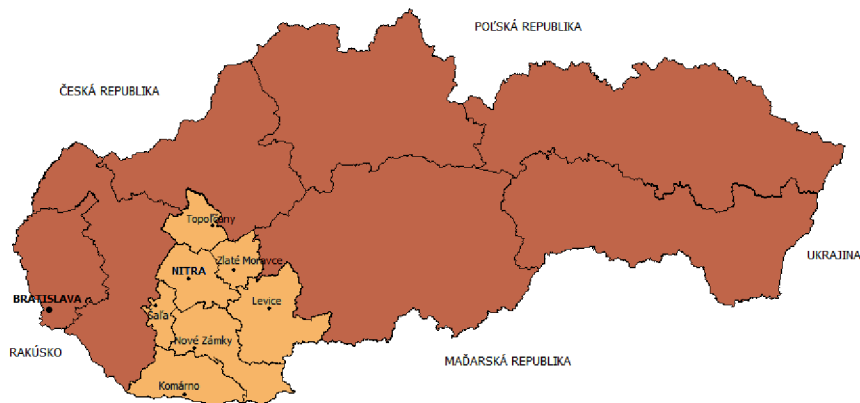 POĽSKÁ REPUBLIKA
ČESKÁ REPUBLIKA
Topoľčany
Zlaté Moravce
NITRA
UKRAJINA
BRATISLAVA
Levice
Šaľa
Nové Zámky
RAKÚSKO
MAĎARSKÁ REPUBLIKA
Komárno